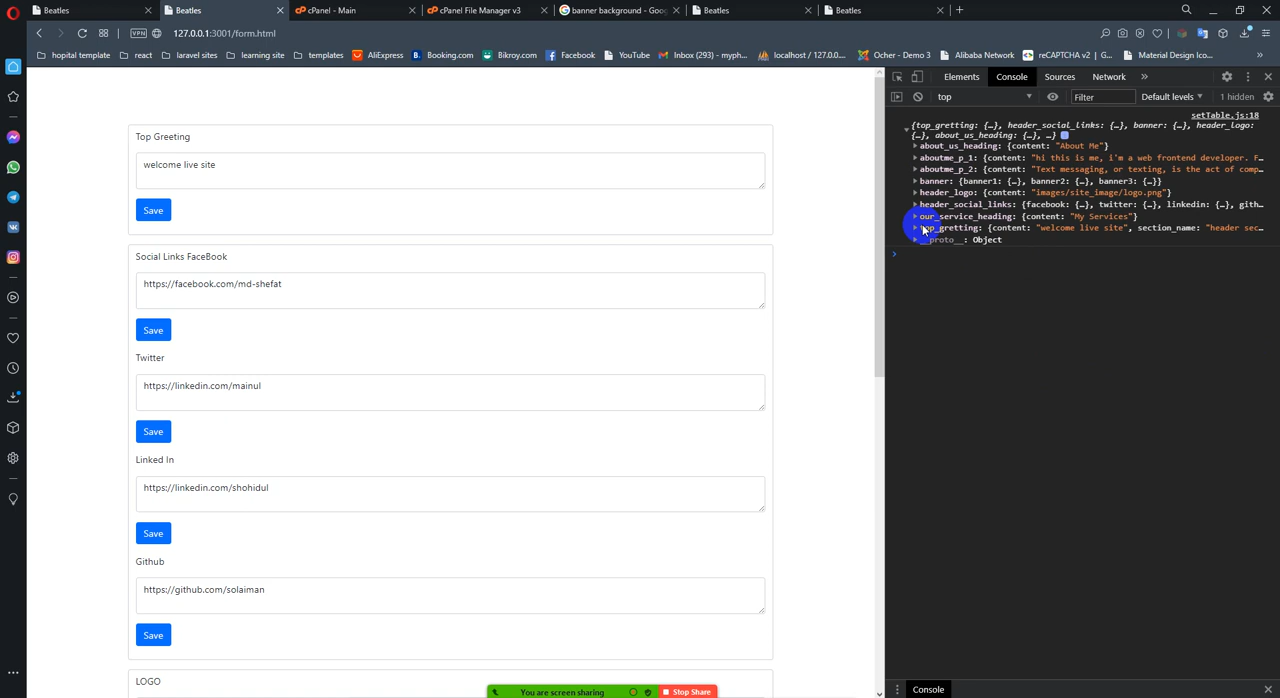 Beatles
Beatles
cPanel - Main
cPanel File Manager v3
banner background - Goo
Beatles
Beatles
VPN
127.0.0.1:3001/form.html
hopital template
react
laravel sites
learning site
templates
AliExpress
B. Booking.com
Bikroy.com
Facebook
YouTube
Inbox (293) - myph...
localhost / 127.0.0....
Ocher - Demo 3
Alibaba Network
reCAPTCHA v2 | G...
Material Design Ico...
Elements
Console
Sources
Network
top
Filter
Default levels
1 hidden
setTable.js:18
{top_gretting: {…}, header_social_links: {…}, banner: {…}, header_logo:
{…}, about_us_heading: {…}, …}
about_us_heading: {content: "About Me"}
aboutme_p_1: {content: "hi this is me, i'm a web frontend developer. F…
aboutme_p_2: {content: "Text messaging, or texting, is the act of comp…
banner: {banner1: {…}, banner2: {…}, banner3: {…}}
header_logo: {content: "images/site_image/logo.png"}
header_social_links: {facebook: {…}, twitter: {…}, linkedin: {…}, gith…
our_service_heading: {content: "My Services"}
top_gretting: {content: "welcome live site", section_name: "header sec…
__proto__: Object
Top Greeting
welcome live site
Save
Social Links FaceBook
https://facebook.com/md-shefat
Save
Twitter
https://linkedin.com/mainul
Save
Linked In
https://linkedin.com/shohidul
Save
Github
https://github.com/solaiman
Save
LOGO
You are screen sharing
Stop Share
Console